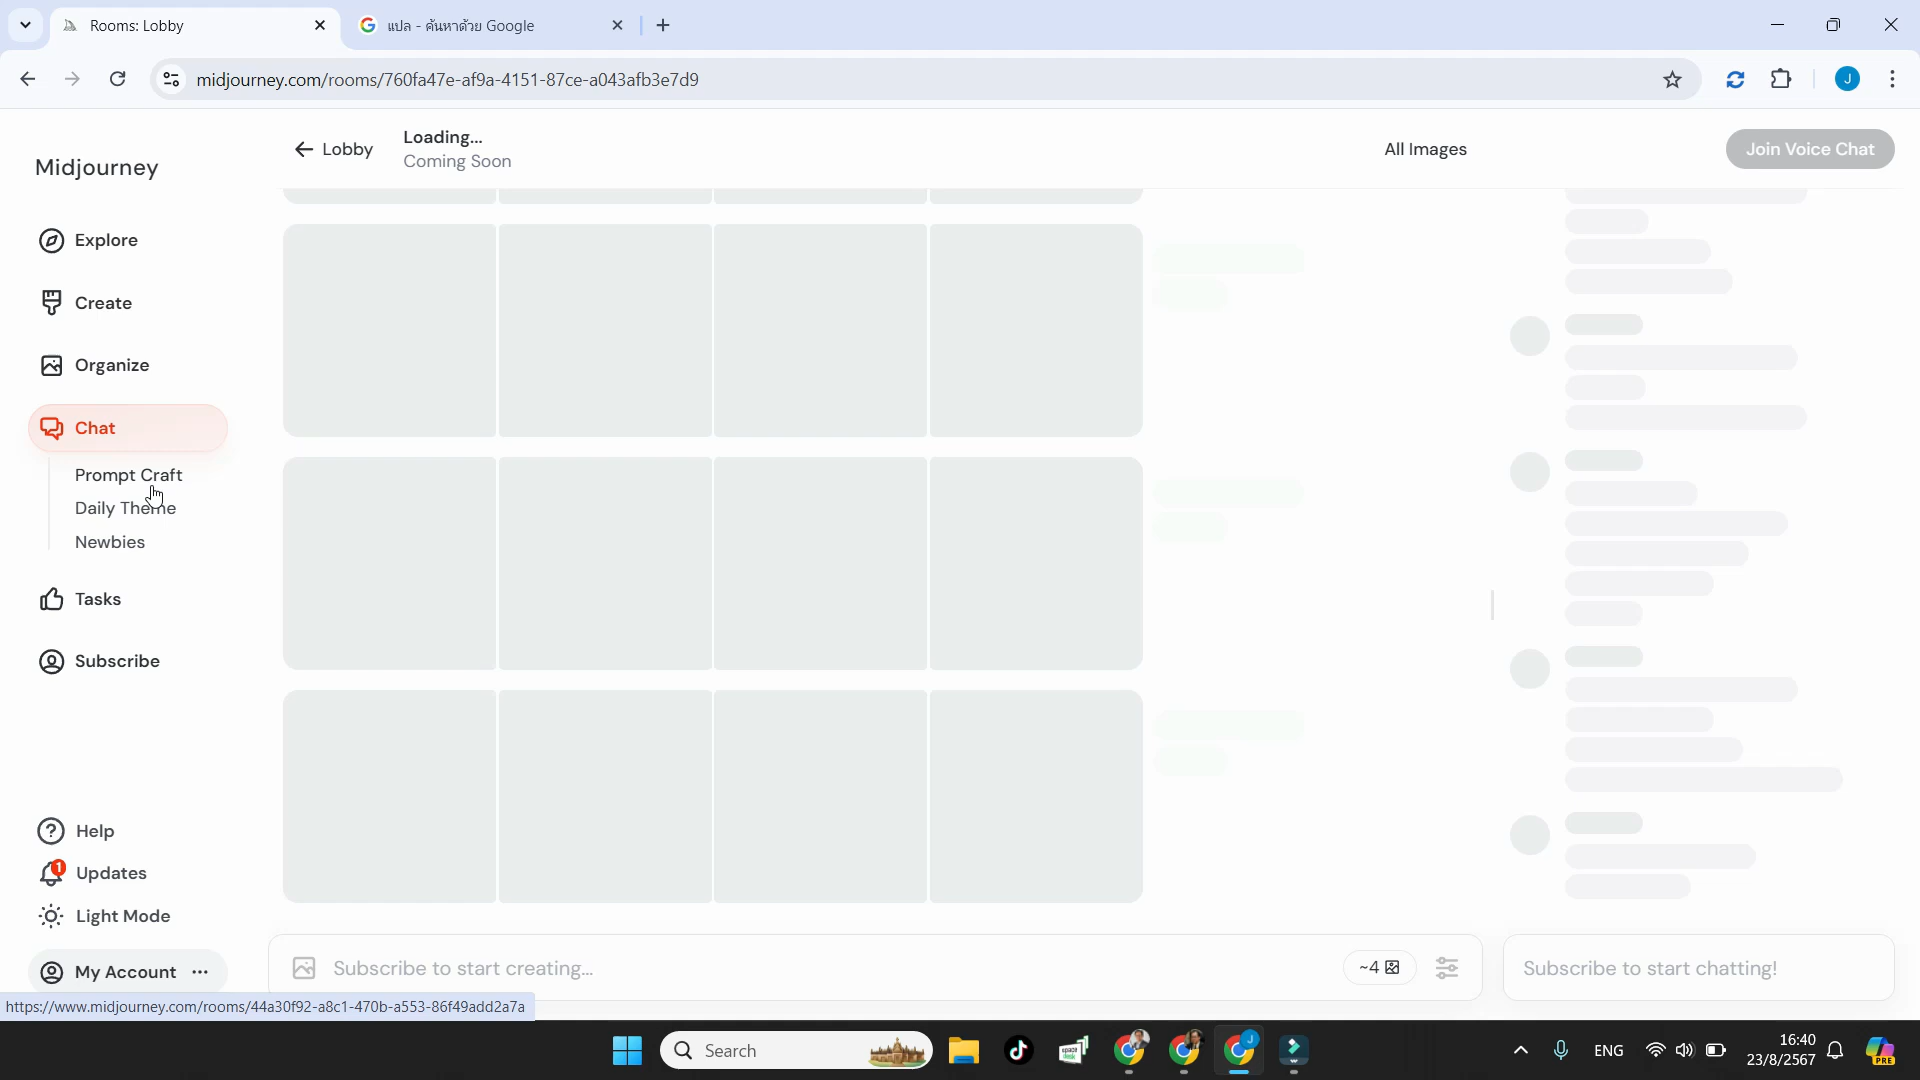 Rooms: Lobby
แปล - ค้นหาด้วย Google
midjourney.com/rooms/760fa47e-af9a-4151-87ce-a043afb3e7d9
J
Midjourney
Lobby
Loading...
Coming Soon
All Images
Join Voice Chat
Explore
Create
Organize
Chat
Prompt Craft
Daily Theme
Newbies
Tasks
Subscribe
Help
1
Updates
Light Mode
My Account
Subscribe to start creating...
~4
Subscribe to start chatting!
https://www.midjourney.com/rooms/44a30f92-a8c1-470b-a553-86f49add2a7a
Search
J
ENG
16:40
23/8/2567
PRE